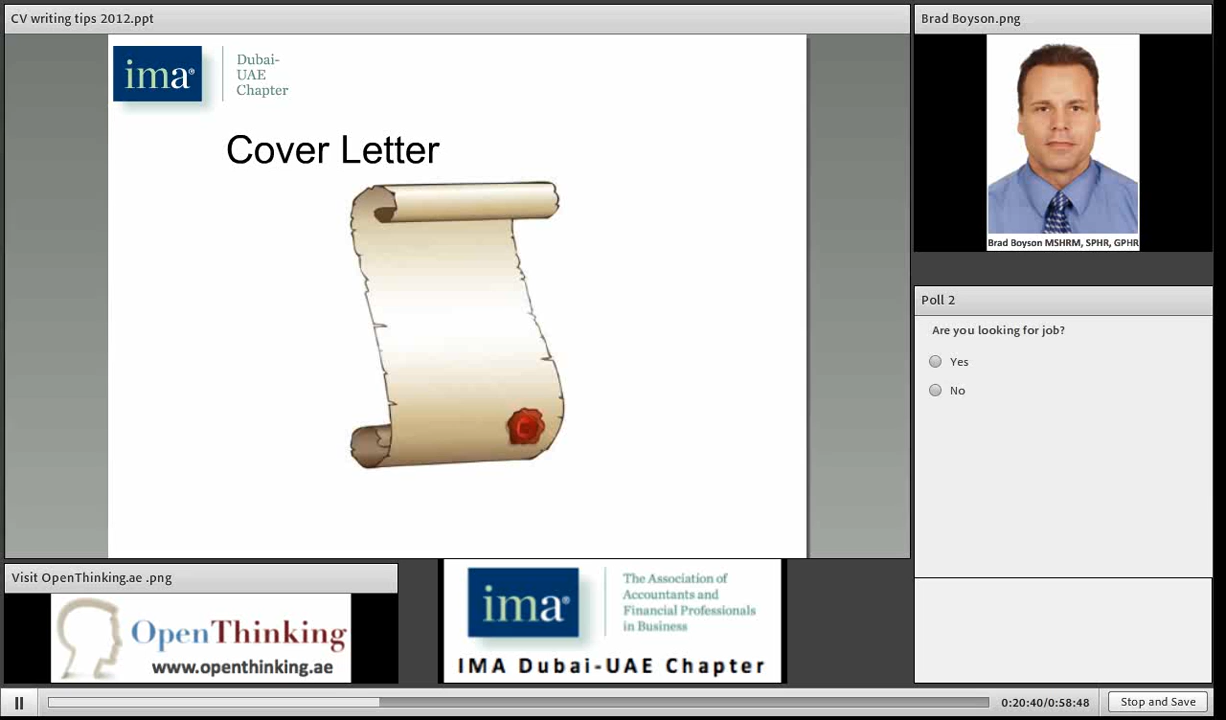 CV writing tips 2012.ppt
ima®
Dubai-
UAE
Chapter
Cover Letter
C
Brad Boyson.png
Brad Boyson MSHRM, SPHR, GPHR
Poll 2
Are you looking for job?
Yes
No
Visit OpenThinking.ae .png
OpenThinking
www.openthinking.ae
ima®
The Association of
Accountants and
Financial Professionals
in Business
IMA Dubai-UAE Chapter
0:20:40/0:58:48
Stop and Save